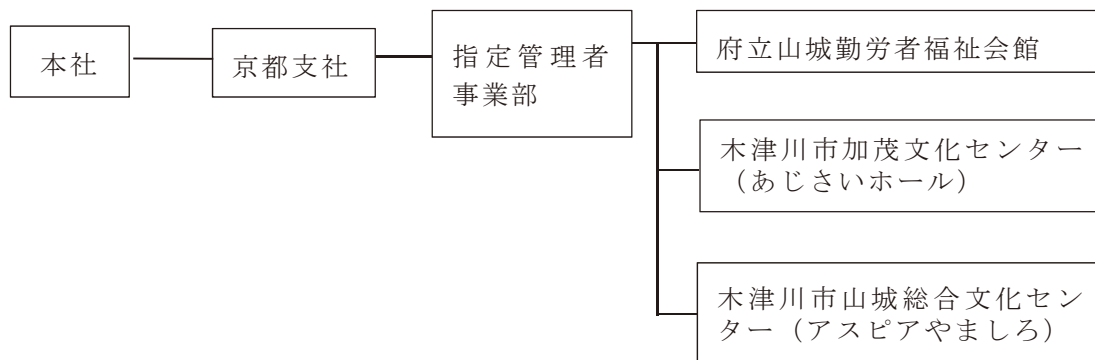 本社
京都支社
指定管理者
事業部
府立山城勤労者福祉会館
木津川市加茂文化センター
（あじさいホール）
木津川市山城総合文化セン
ター（アスピアやましろ）